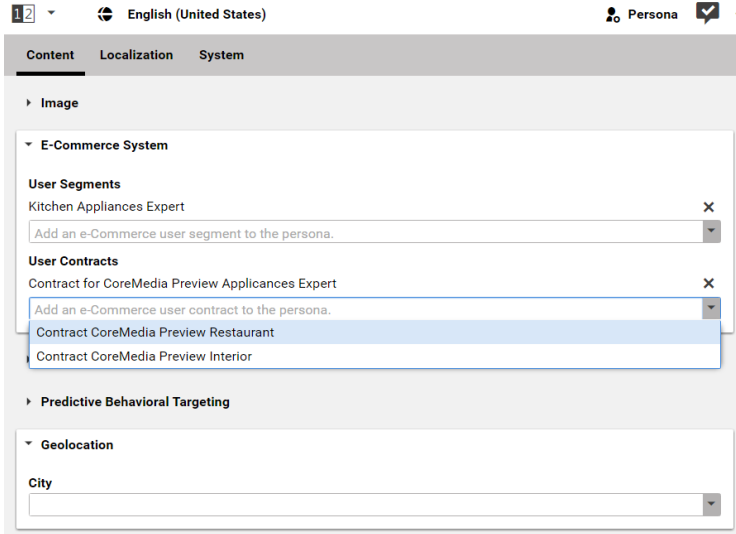 12
English (United States)
Persona
Content
Localization
System
Image
E-Commerce System
User Segments
Kitchen Appliances Expert
Add an e-Commerce user segment to the persona.
User Contracts
Contract for CoreMedia Preview Applicances Expert
Add an e-Commerce user contract to the persona.
Contract CoreMedia Preview Restaurant
Contract CoreMedia Preview Interior
Predictive Behavioral Targeting
Geolocation
City